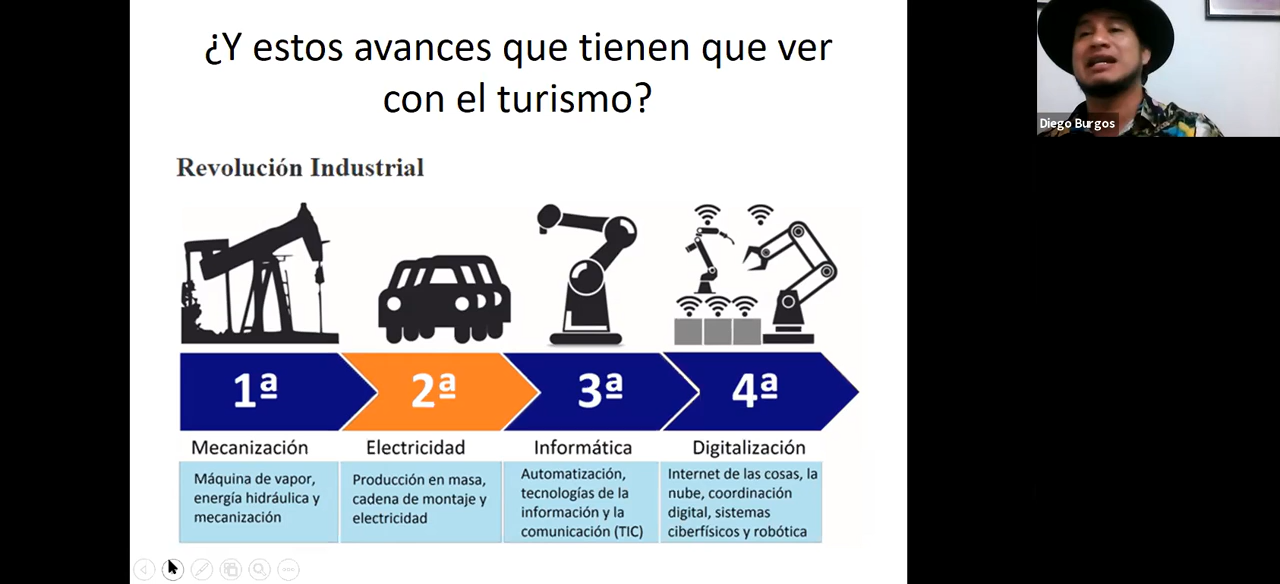 ¿Y estos avances que tienen que ver
con el turismo?
Diego Burgos
Revolución Industrial
1ª
2ª
3ª
4ª
Mecanización
Electricidad
Informática
Digitalización
Máquina de vapor,
energía hidráulica y
mecanización
Producción en masa,
cadena de montaje y
electricidad
Automatización,
tecnologías de la
información y la
comunicación (TIC)
Internet de las cosas, la
nube, coordinación
digital, sistemas
ciberfísicos y robótica